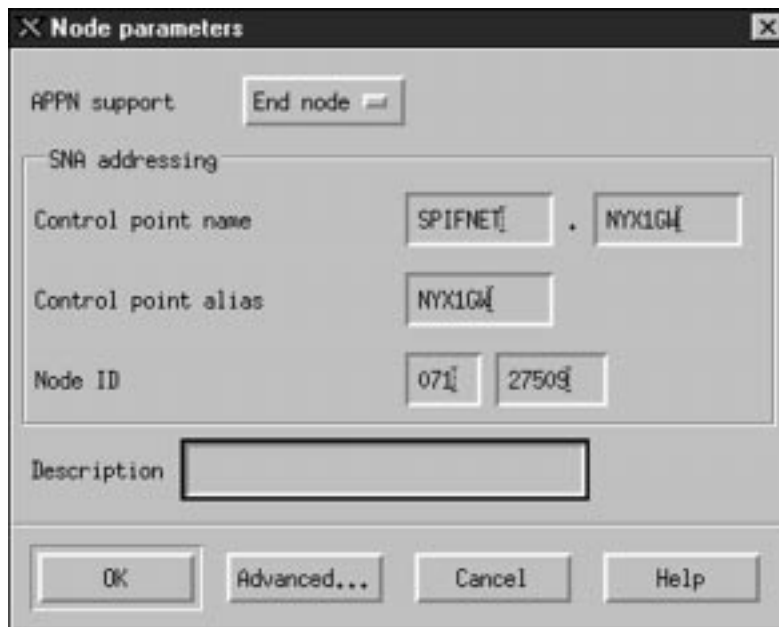 Node parameters
APPN support End node
SNA addressing
Control point name SPIFNET . NYX1GW
Control point alias NYX1GW
Node ID 071 27509
Description
OK Advanced... Cancel Help